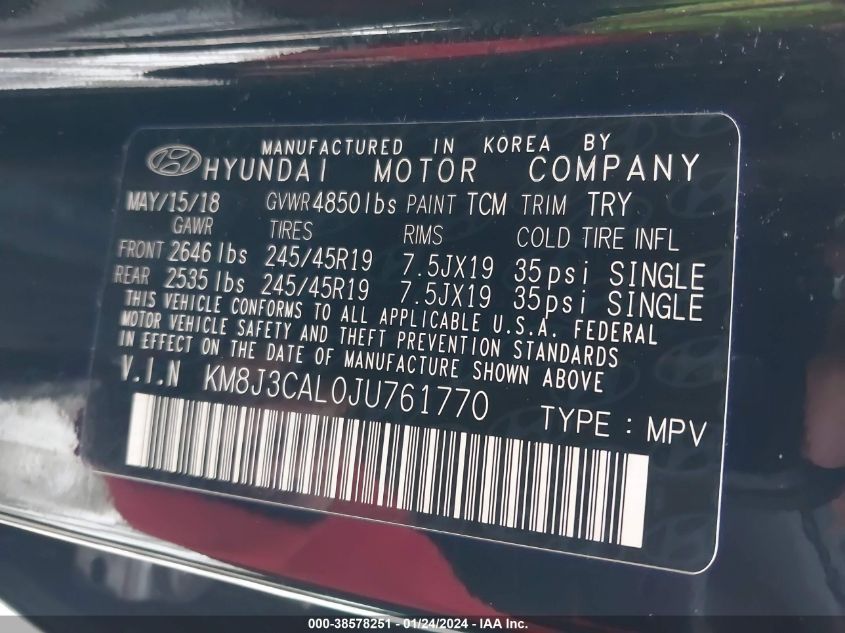 MANUFACTURED IN KOREA BY
HYUNDAI MOTOR COMPANY
MAY/15/18 GVWR 4850lbs PAINT TCM TRIM TRY
GAWR TIRES RIMS COLD TIRE INFL
FRONT 2646 lbs 245/45R19 7.5JX19 35psi SINGLE
REAR 2535 lbs 245/45R19 7.5JX19 35psi SINGLE
THIS VEHICLE CONFORMS TO ALL APPLICABLE U.S.A. FEDERAL
MOTOR VEHICLE SAFETY AND THEFT PREVENTION STANDARDS
IN EFFECT ON THE DATE OF MANUFACTURE SHOWN ABOVE
V.I.N KM8J3CAL0JU761770
TYPE : MPV
000-38578251 - 01/24/2024 - IAA Inc.